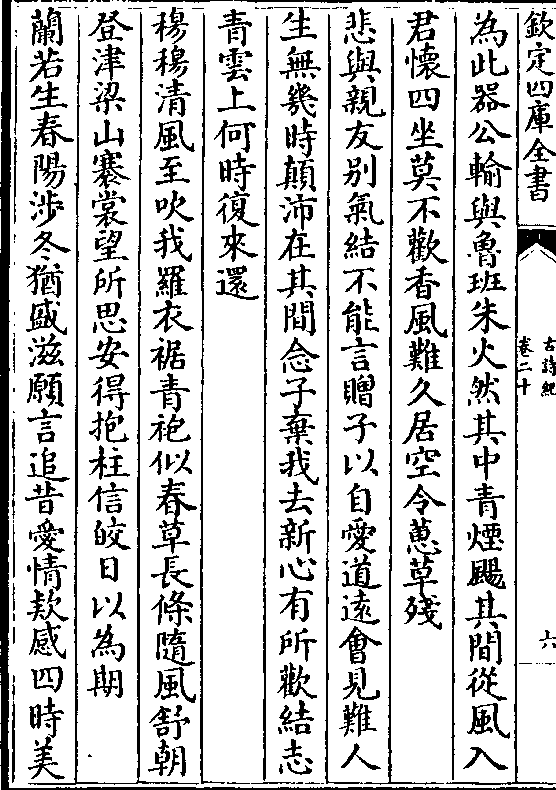 欽定四庫全書
古詩紀
卷二十
六
為此器公輸與魯班朱火然其中青煙颺其間從風入
君懷四坐莫不歡香風難久居空令蕙草殘
悲與親友别氣結不能言贈子以自愛道遠會見難人
生無幾時顛沛在其間念子棄我去新心有所歡結志
青雲上何時復來還
穆穆清風至吹我羅衣裾青袍似春草長條隨風舒朝
登津梁山褰裳望所思安得抱柱信皎日以為期
蘭若生春陽涉冬猶盛滋願言追昔愛情欵感四時美